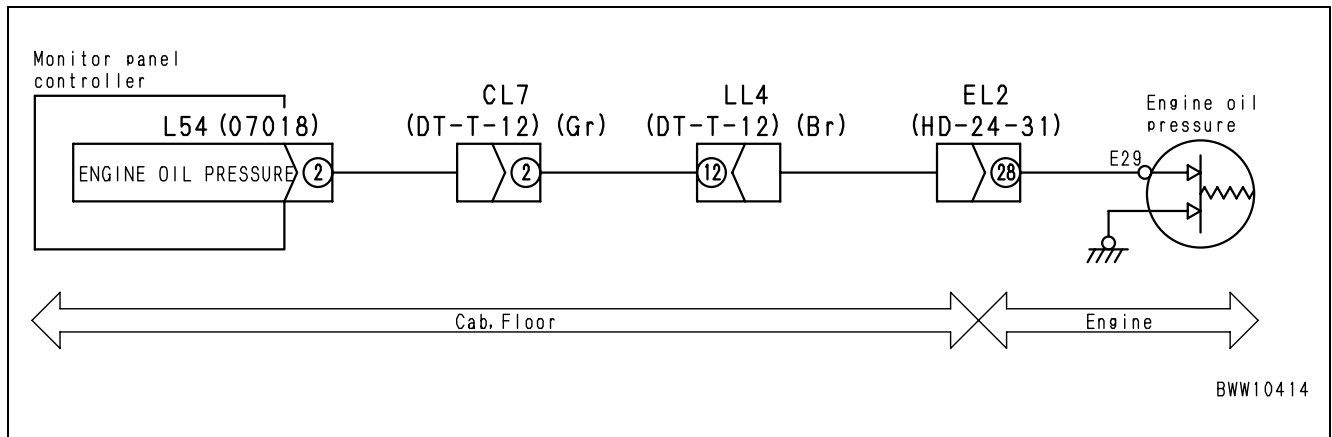 Monitor panel
controller
L54 (07018)
CL7
(DT-T-12) (Gr)
LL4
(DT-T-12) (Br)
EL2
(HD-24-31)
Engine oil
pressure
ENGINE OIL PRESSURE
2
2
12
28
E29
Cab, Floor
Engine
BWW10414